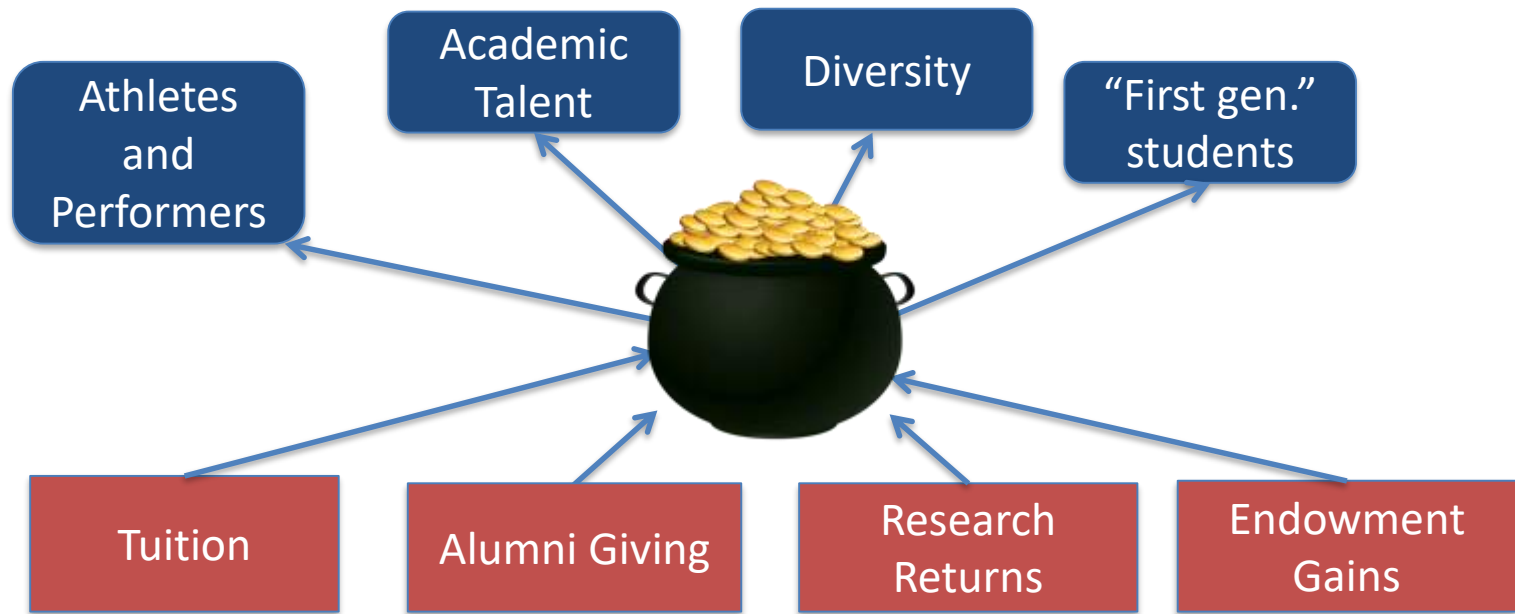 Athletes
and
Performers
Academic
Talent
Diversity
“First gen.”
students
Tuition
Alumni Giving
Research
Returns
Endowment
Gains